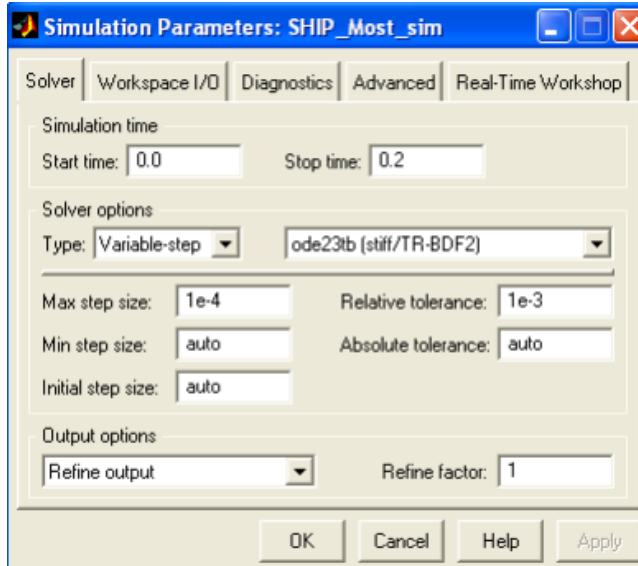 Simulation Parameters: SHIP_Most_sim
Solver Workspace I/O Diagnostics Advanced Real-Time Workshop
Simulation time
Start time: 0.0 Stop time: 0.2
Solver options
Type: Variable-step ode23tb (stiff/TR-BDF2)
Max step size: 1e-4 Relative tolerance: 1e-3
Min step size: auto Absolute tolerance: auto
Initial step size: auto
Output options
Refine output Refine factor: 1
OK Cancel Help Apply